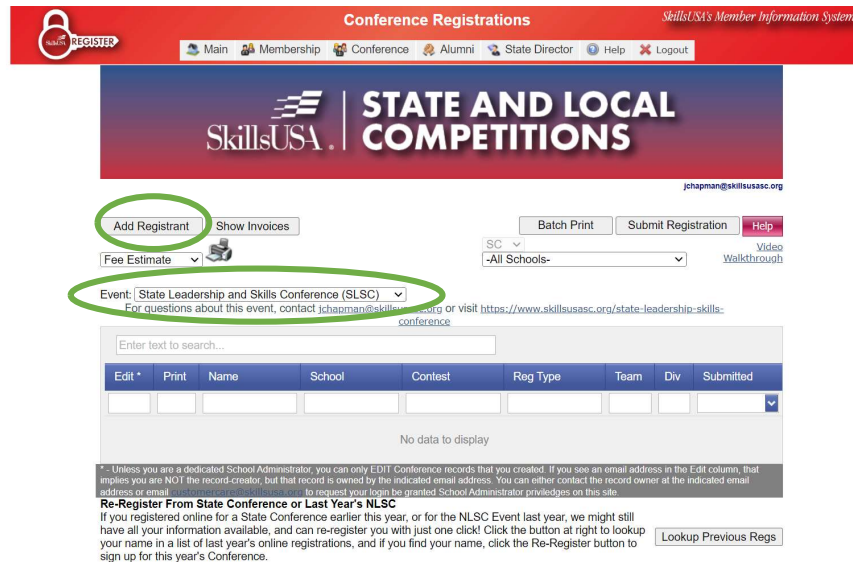 Conference Registrations
SkillsUSA's Member Information System
SkillsUSA REGISTER
Main Membership Conference Alumni State Director Help Logout
SkillsUSA. STATE AND LOCAL
COMPETITIONS
jchapman@skillsusasc.org
Add Registrant Show Invoices Batch Print Submit Registration Help
SC
Fee Estimate -All Schools- Video
Walkthrough
Event: State Leadership and Skills Conference (SLSC)
For questions about this event, contact jchapman@skillsusasc.org or visit https://www.skillsusasc.org/state-leadership-skills-
conference
Enter text to search...
Edit * Print Name School Contest Reg Type Team Div Submitted
No data to display
* - Unless you are a dedicated School Administrator, you can only EDIT Conference records that you created. If you see an email address in the Edit column, that
implies you are NOT the record-creator, but that record is owned by the indicated email address. You can either contact the record owner at the indicated email
address or email customercare@skillsusa.org to request your login be granted School Administrator priviledges on this site.
Re-Register From State Conference or Last Year's NLSC
If you registered online for a State Conference earlier this year, or for the NLSC Event last year, we might still
have all your information available, and can re-register you with just one click! Click the button at right to lookup
your name in a list of last year's online registrations, and if you find your name, click the Re-Register button to
sign up for this year's Conference.
Lookup Previous Regs